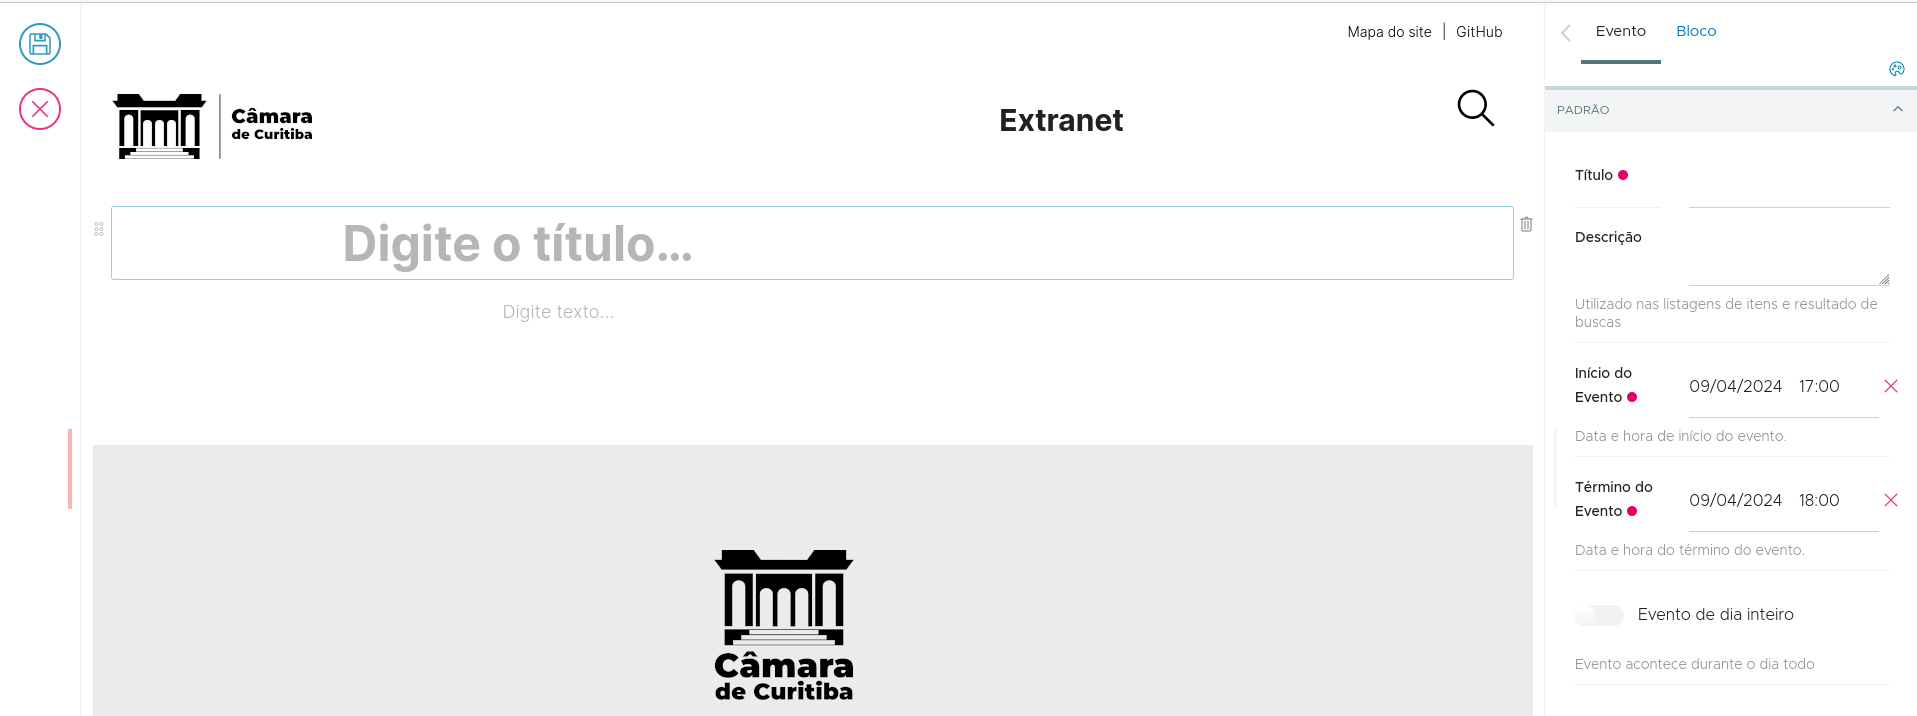 Mapa do site | GitHub
Câmara
de Curitiba
Extranet
Digite o título...
Digite texto...
Câmara
de Curitiba
Evento Bloco
PADRÃO
Título
Descrição
Utilizado nas listagens de itens e resultado de
buscas
Início do
Evento
09/04/2024 17:00
Data e hora de início do evento.
Término do
Evento
09/04/2024 18:00
Data e hora do término do evento.
Evento de dia inteiro
Evento acontece durante o dia todo